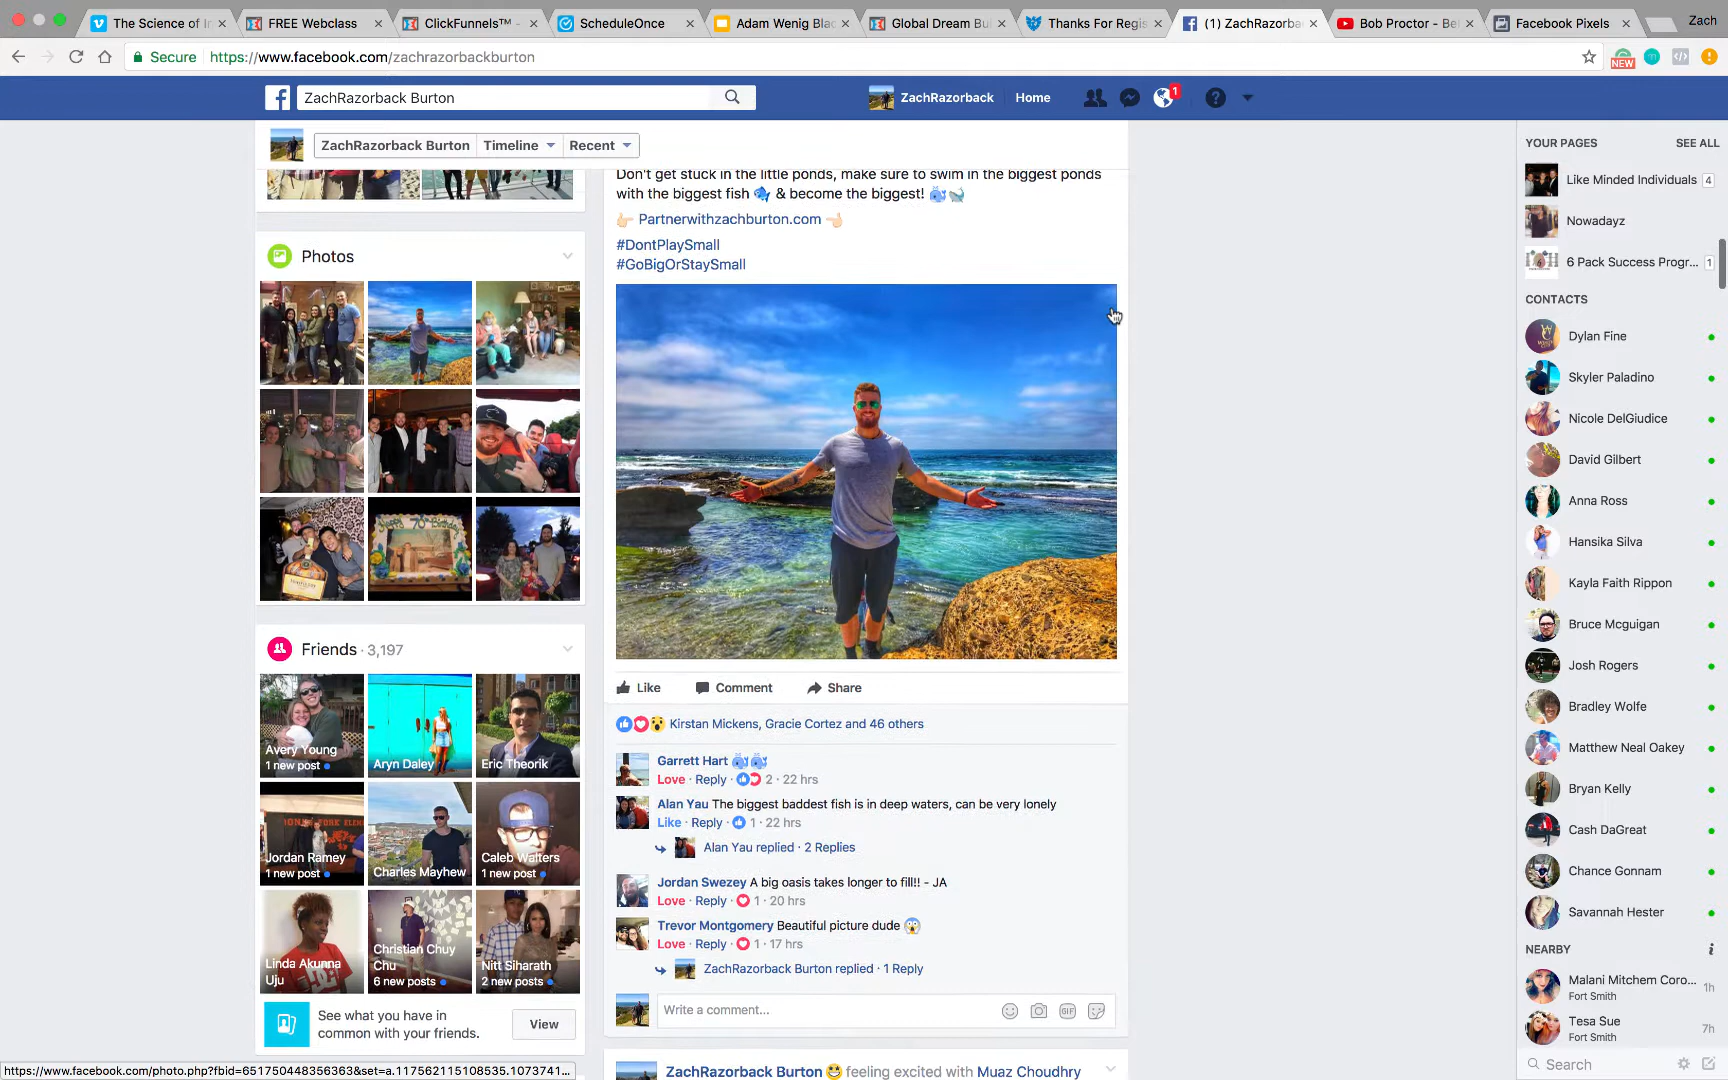 The Science of In
FREE Webclass
ClickFunnels™ -
ScheduleOnce
Adam Wenig Blac
Global Dream Bui
Thanks For Regis
(1) ZachRazorba
Bob Proctor - Bel
Facebook Pixels
Zach
Secure
https://www.facebook.com/zachrazorbackburton
NEW
ZachRazorback Burton
ZachRazorback
Home
1
ZachRazorback Burton
Timeline
Recent
Don't get stuck in the little ponds, make sure to swim in the biggest ponds
with the biggest fish 🐟 & become the biggest! 🐳🐋
👉🏻 Partnerwithzachburton.com 👈🏻
#DontPlaySmall
#GoBigOrStaySmall
Photos
Friends · 3,197
Avery Young
1 new post
Aryn Daley
Eric Theorik
Jordan Ramey
1 new post
Charles Mayhew
Caleb Walters
1 new post
Linda Akunna
Uju
Christian Chuy
Chu
6 new posts
Nitt Siharath
2 new posts
See what you have in
common with your friends.
View
Like
Comment
Share
Kirstan Mickens, Gracie Cortez and 46 others
Garrett Hart 🐳🐳
Love · Reply · 2 · 22 hrs
Alan Yau The biggest baddest fish is in deep waters, can be very lonely
Like · Reply · 1 · 22 hrs
Alan Yau replied · 2 Replies
Jordan Swezey A big oasis takes longer to fill!! - JA
Love · Reply · 1 · 20 hrs
Trevor Montgomery Beautiful picture dude 😱
Love · Reply · 1 · 17 hrs
ZachRazorback Burton replied · 1 Reply
Write a comment...
GIF
ZachRazorback Burton 😀 feeling excited with Muaz Choudhry
YOUR PAGES
SEE ALL
Like Minded Individuals 4
Nowadayz
6 Pack Success Progr... 1
CONTACTS
Dylan Fine
Skyler Paladino
Nicole DelGiudice
David Gilbert
Anna Ross
Hansika Silva
Kayla Faith Rippon
Bruce Mcguigan
Josh Rogers
Bradley Wolfe
Matthew Neal Oakey
Bryan Kelly
Cash DaGreat
Chance Gonnam
Savannah Hester
NEARBY
Malani Mitchem Coro... 1h
Fort Smith
Tesa Sue 7h
Fort Smith
Search
https://www.facebook.com/photo.php?fbid=651750448356363&set=a.117562115108535.1073741...